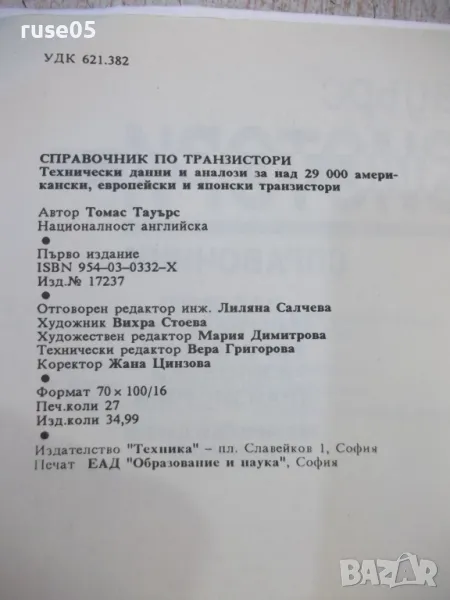 ruse05
УДК 621.382
СПРАВОЧНИК ПО ТРАНЗИСТОРИ
Технически данни и аналози за над 29 000 амери-
кански, европейски и японски транзистори
Автор Томас Тауърс
Националност английска
Първо издание
ISBN 954-03-0332-X
Изд.№ 17237
Отговорен редактор инж. Лиляна Салчева
Художник Вихра Стоева
Художествен редактор Мария Димитрова
Технически редактор Вера Григорова
Коректор Жана Цинзова
Формат 70 x 100/16
Печ.коли 27
Изд.коли 34,99
Издателство "Техника" – пл. Славейков 1, София
Печат ЕАД "Образование и наука", София
BAZAR